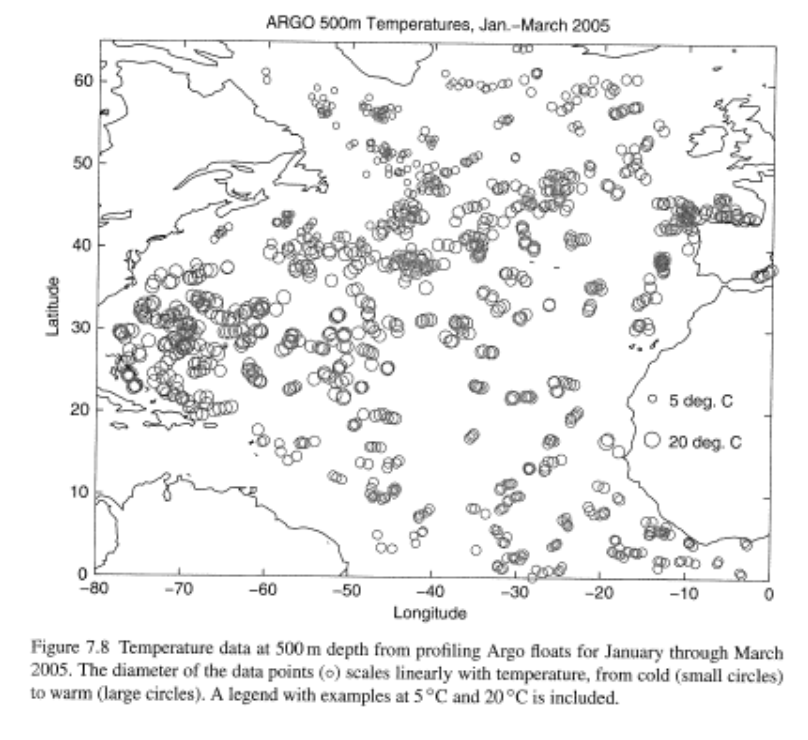 ARGO 500m Temperatures, Jan.–March 2005
60
50
40
30
20
10
0
Latitude
5 deg. C
20 deg. C
−80 −70 −60 −50 −40 −30 −20 −10 0
Longitude
Figure 7.8 Temperature data at 500 m depth from profiling Argo floats for January through March
2005. The diameter of the data points (o) scales linearly with temperature, from cold (small circles)
to warm (large circles). A legend with examples at 5 °C and 20 °C is included.